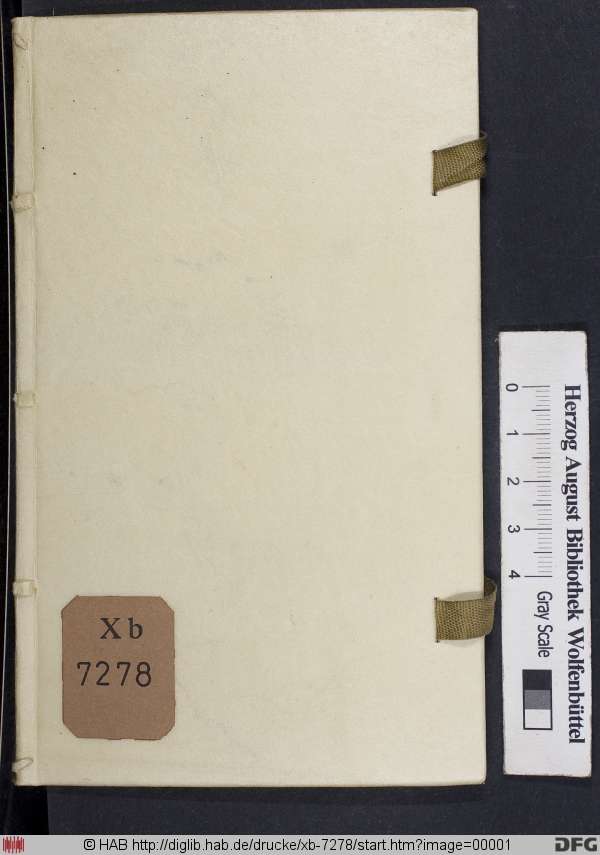 Xb
7278
Herzog August Bibliothek Wolfenbüttel
0 1 2 3 4
Gray Scale
© HAB http://diglib.hab.de/drucke/xb-7278/start.htm?image=00001
DFG